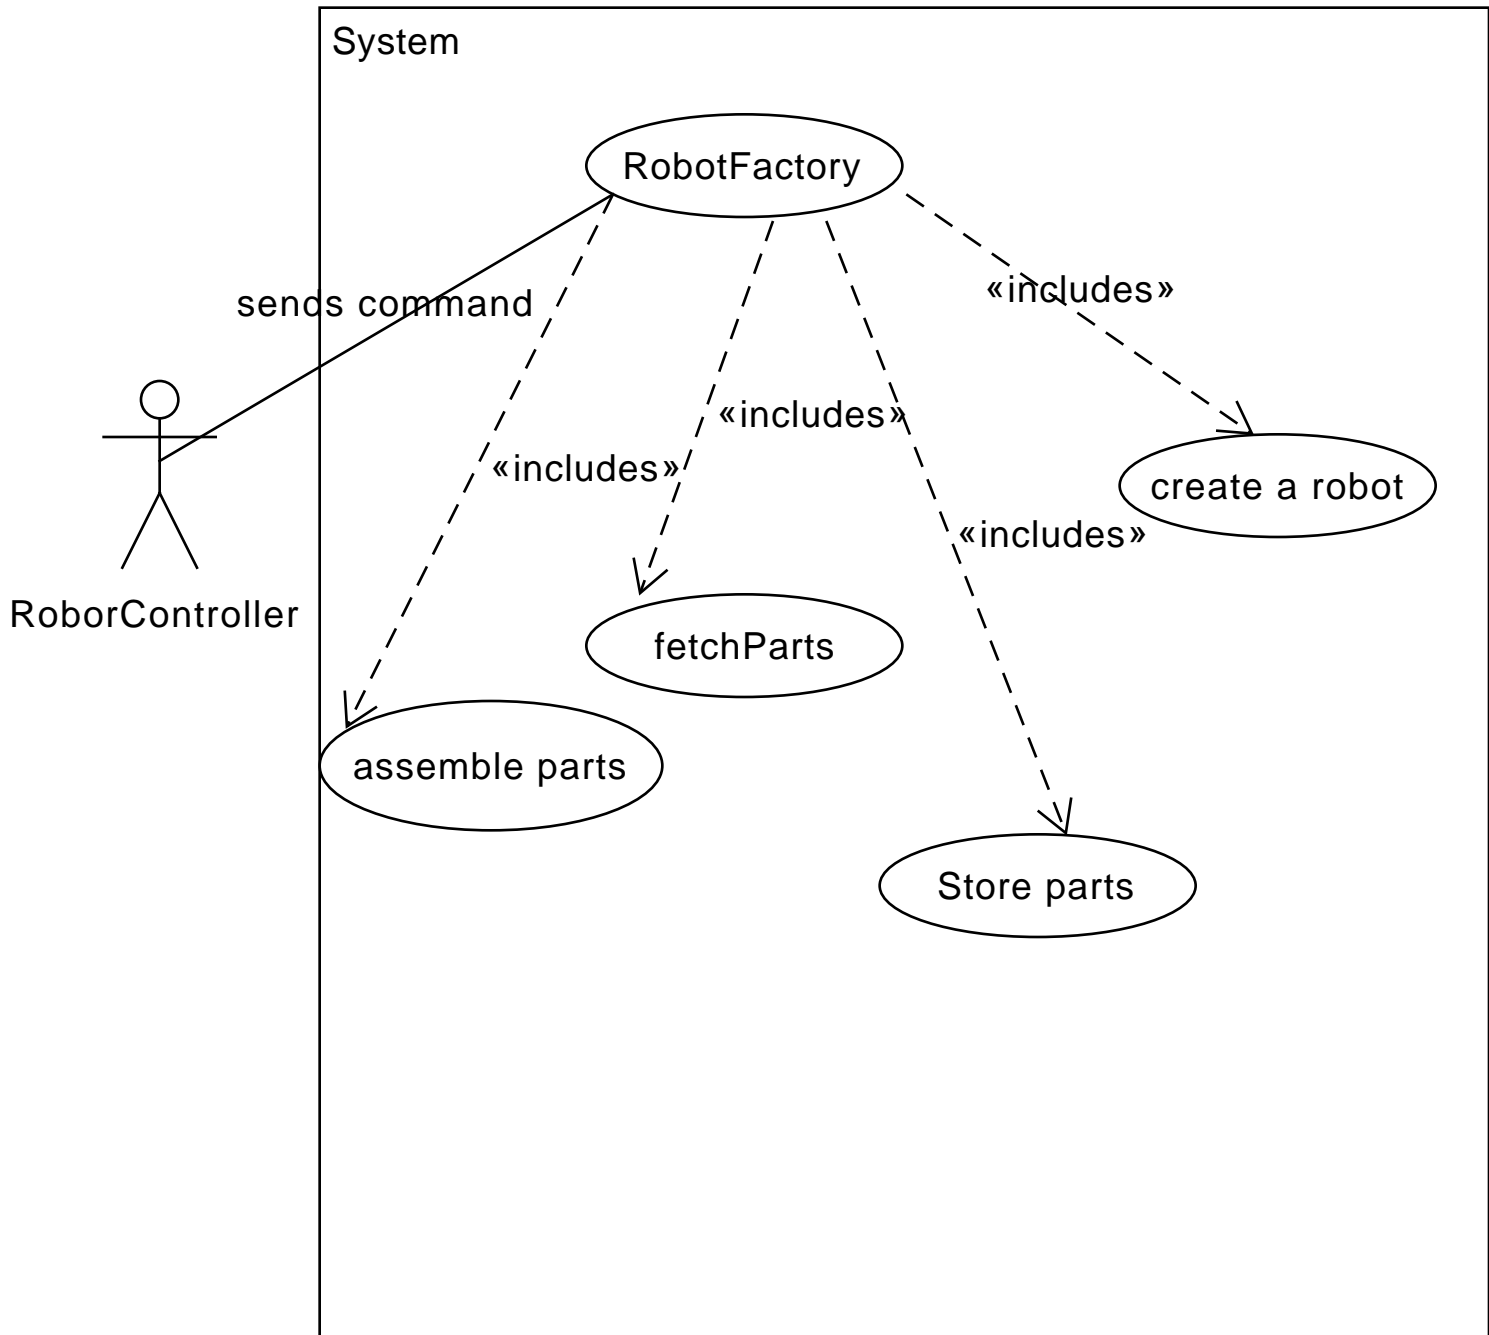 System
RobotFactory
«includes»
sends command
«includes»
«includes»
create a robot
«includes»
RoborController
fetchParts
assemble parts
Store parts